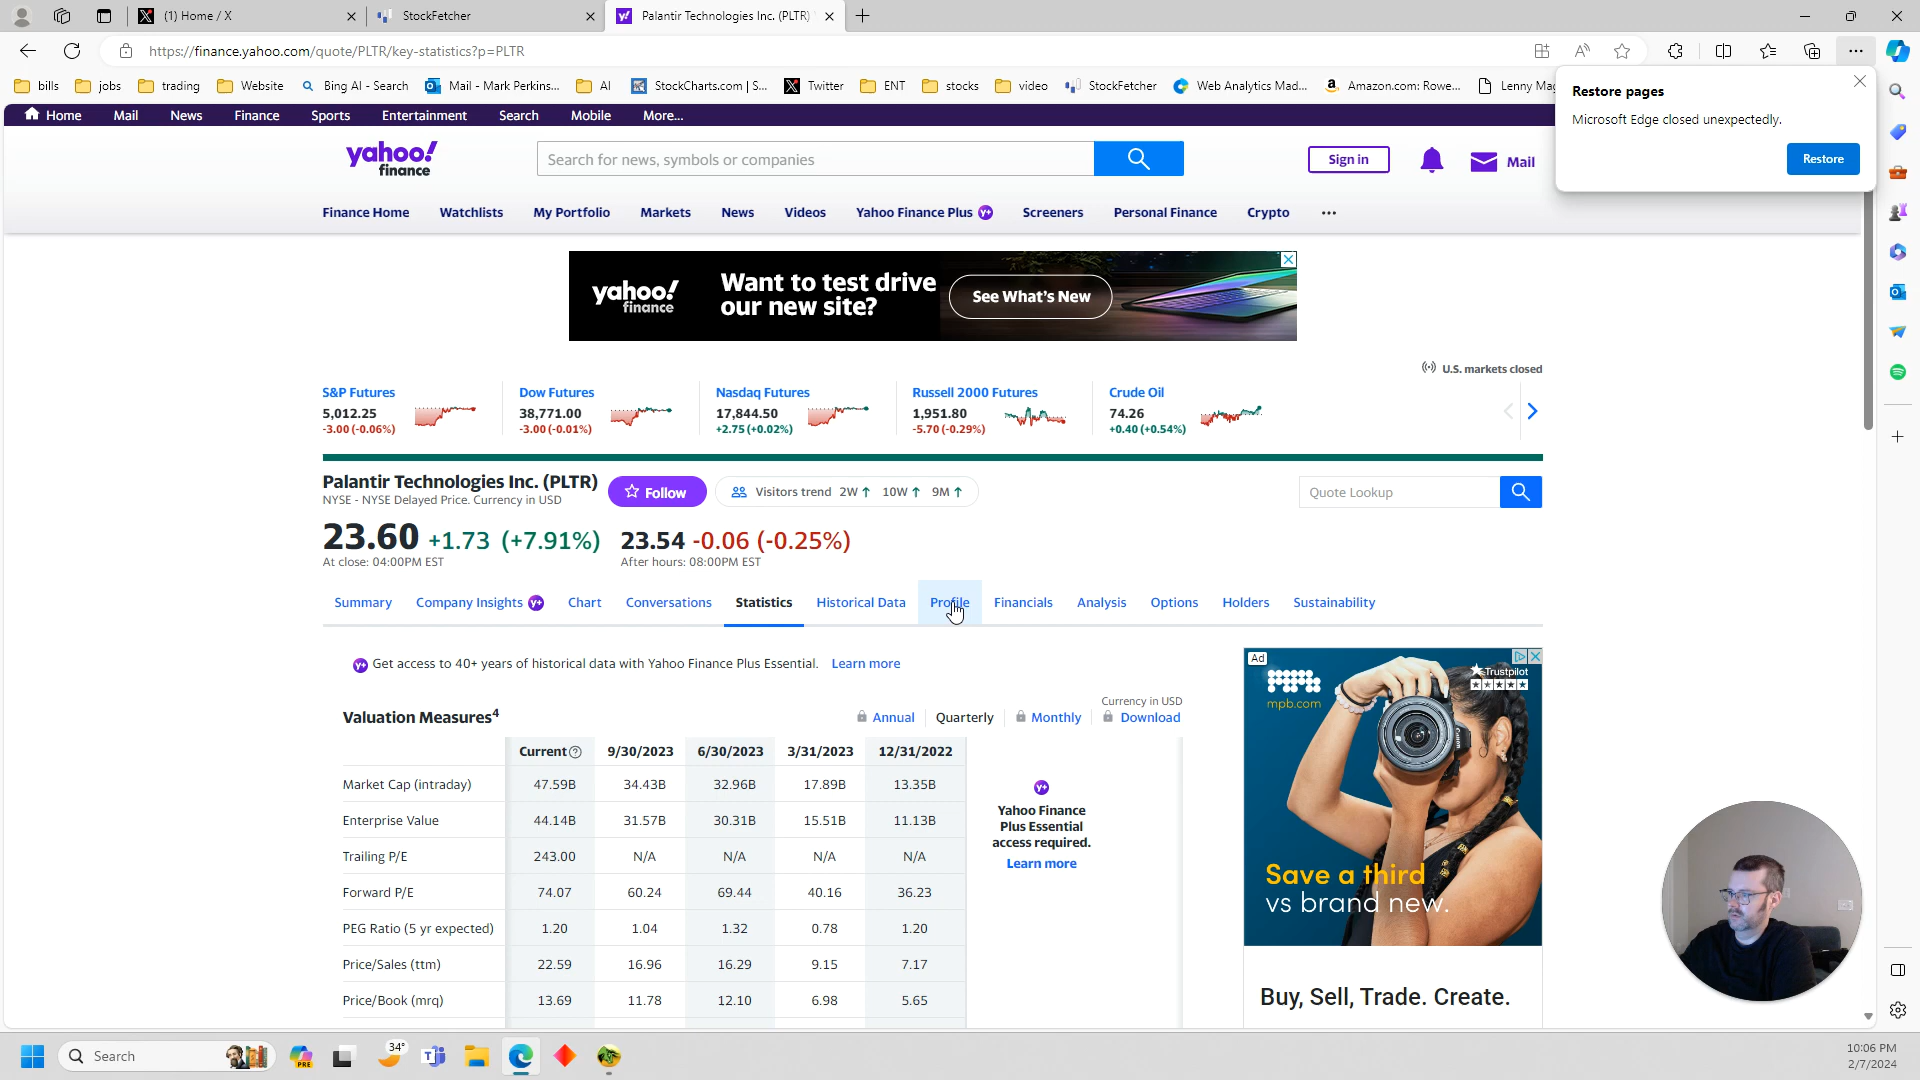 (1) Home / X
StockFetcher
Palantir Technologies Inc. (PLTR)
https://finance.yahoo.com/quote/PLTR/key-statistics?p=PLTR
bills jobs trading Website Bing AI - Search Mail - Mark Perkins... AI StockCharts.com | S... Twitter ENT stocks video StockFetcher Web Analytics Mad... Amazon.com: Rowe... Lenny Mag
Restore pages
Microsoft Edge closed unexpectedly.
Restore
Home Mail News Finance Sports Entertainment Search Mobile More...
yahoo!
finance
Search for news, symbols or companies
Sign in
Mail
Finance Home Watchlists My Portfolio Markets News Videos Yahoo Finance Plus Y+ Screeners Personal Finance Crypto ...
yahoo!
finance
Want to test drive
our new site?
See What's New
U.S. markets closed
S&P Futures Dow Futures Nasdaq Futures Russell 2000 Futures Crude Oil
5,012.25 38,771.00 17,844.50 1,951.80 74.26
-3.00 (-0.06%) -3.00 (-0.01%) +2.75 (+0.02%) -5.70 (-0.29%) +0.40 (+0.54%)
Palantir Technologies Inc. (PLTR)
NYSE - NYSE Delayed Price. Currency in USD
Follow
Visitors trend 2W↑ 10W↑ 9M↑
Quote Lookup
23.60 +1.73 (+7.91%) 23.54 -0.06 (-0.25%)
At close: 04:00PM EST After hours: 08:00PM EST
Summary Company Insights Y+ Chart Conversations Statistics Historical Data Profile Financials Analysis Options Holders Sustainability
Y+ Get access to 40+ years of historical data with Yahoo Finance Plus Essential. Learn more
Currency in USD
Valuation Measures4
Annual Quarterly Monthly Download
Current 9/30/2023 6/30/2023 3/31/2023 12/31/2022
Market Cap (intraday) 47.59B 34.43B 32.96B 17.89B 13.35B
Enterprise Value 44.14B 31.57B 30.31B 15.51B 11.13B
Trailing P/E 243.00 N/A N/A N/A N/A
Forward P/E 74.07 60.24 69.44 40.16 36.23
PEG Ratio (5 yr expected) 1.20 1.04 1.32 0.78 1.20
Price/Sales (ttm) 22.59 16.96 16.29 9.15 7.17
Price/Book (mrq) 13.69 11.78 12.10 6.98 5.65
Y+
Yahoo Finance
Plus Essential
access required.
Learn more
Ad
mpb.com
Trustpilot
Save a third
vs brand new.
Buy, Sell, Trade. Create.
Search
PRE
34°
10:06 PM
2/7/2024